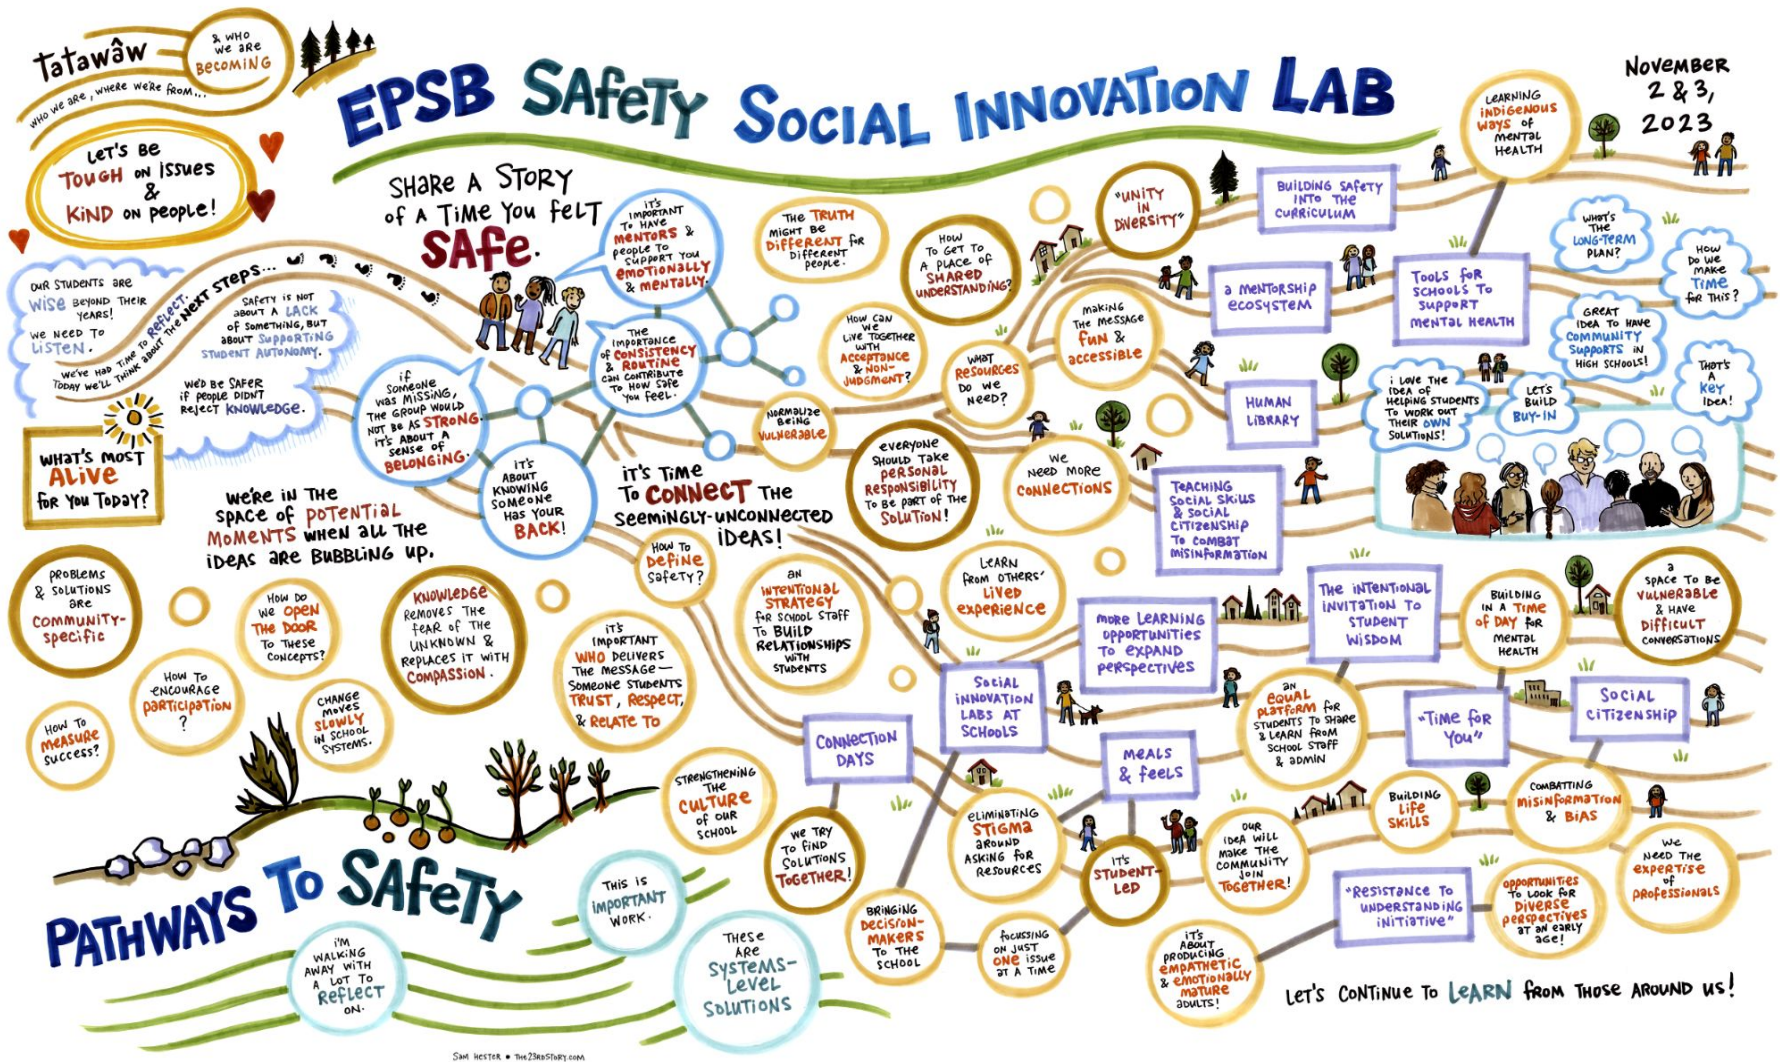 Tatawâw
& WHO
WE ARE
BECOMING
WHO WE ARE, WHERE WE'RE FROM...
LET'S BE
TOUGH ON ISSUES
&
KIND ON PEOPLE!
EPSB SAFETY SOCIAL INNOVATION LAB
NOVEMBER
2 & 3,
2023
OUR STUDENTS ARE
WISE BEYOND THEIR
YEARS!
WE NEED TO
LISTEN.
WE'VE HAD TIME TO REFLECT.
TODAY WE'LL THINK ABOUT THE NEXT STEPS...
SAFETY IS NOT
ABOUT A LACK
OF SOMETHING, BUT
ABOUT SUPPORTING
STUDENT AUTONOMY.
WE'D BE SAFER
IF PEOPLE DIDN'T
REJECT KNOWLEDGE.
WHAT'S MOST
ALIVE
FOR YOU TODAY?
SHARE A STORY
OF A TIME YOU FELT
SAFE.
IT'S
IMPORTANT
TO HAVE
MENTORS &
PEOPLE TO
SUPPORT YOU
EMOTIONALLY
& MENTALLY.
THE
IMPORTANCE
OF CONSISTENCY
& ROUTINE
CAN CONTRIBUTE
TO HOW SAFE
YOU FEEL.
IF
SOMEONE
WAS MISSING,
THE GROUP WOULD
NOT BE AS STRONG.
IT'S ABOUT A
SENSE OF
BELONGING.
IT'S
ABOUT
KNOWING
SOMEONE
HAS YOUR
BACK!
WE'RE IN THE
SPACE OF POTENTIAL
MOMENTS WHEN ALL THE
IDEAS ARE BUBBLING UP.
IT'S TIME
TO CONNECT THE
SEEMINGLY-UNCONNECTED
IDEAS!
THE TRUTH
MIGHT BE
DIFFERENT FOR
DIFFERENT
PEOPLE.
HOW
TO GET TO
A PLACE OF
SHARED
UNDERSTANDING?
HOW CAN
WE
LIVE TOGETHER
WITH
ACCEPTANCE
& NON-
JUDGMENT?
NORMALIZE
BEING
VULNERABLE
WHAT
RESOURCES
DO WE
NEED?
MAKING
THE MESSAGE
FUN &
ACCESSIBLE
EVERYONE
SHOULD TAKE
PERSONAL
RESPONSIBILITY
TO BE PART OF THE
SOLUTION!
WE
NEED MORE
CONNECTIONS
"UNITY
IN
DIVERSITY"
BUILDING SAFETY
INTO THE
CURRICULUM
LEARNING
INDIGENOUS
WAYS OF
MENTAL
HEALTH
A MENTORSHIP
ECOSYSTEM
TOOLS FOR
SCHOOLS TO
SUPPORT
MENTAL HEALTH
HUMAN
LIBRARY
TEACHING
SOCIAL SKILLS
& SOCIAL
CITIZENSHIP
TO COMBAT
MISINFORMATION
WHAT'S
THE
LONG-TERM
PLAN?
HOW
DO WE
MAKE
TIME
FOR THIS?
GREAT
IDEA TO HAVE
COMMUNITY
SUPPORTS IN
HIGH SCHOOLS!
I LOVE THE
IDEA OF
HELPING STUDENTS
TO WORK OUT
THEIR OWN
SOLUTIONS!
LET'S
BUILD
BUY-IN
THAT'S
A
KEY
IDEA!
PROBLEMS
& SOLUTIONS
ARE
COMMUNITY-
SPECIFIC
HOW DO
WE OPEN
THE DOOR
TO THESE
CONCEPTS?
KNOWLEDGE
REMOVES THE
FEAR OF THE
UNKNOWN &
REPLACES IT WITH
COMPASSION.
HOW TO
ENCOURAGE
PARTICIPATION
?
HOW TO
MEASURE
SUCCESS?
CHANGE
MOVES
SLOWLY
IN SCHOOL
SYSTEMS.
HOW TO
DEFINE
SAFETY?
IT'S
IMPORTANT
WHO DELIVERS
THE MESSAGE—
SOMEONE STUDENTS
TRUST, RESPECT,
& RELATE TO
AN
INTENTIONAL
STRATEGY
FOR SCHOOL STAFF
TO BUILD
RELATIONSHIPS
WITH
STUDENTS
LEARN
FROM OTHERS'
LIVED
EXPERIENCE
STRENGTHENING
THE
CULTURE
OF OUR
SCHOOL
CONNECTION
DAYS
WE TRY
TO FIND
SOLUTIONS
TOGETHER!
SOCIAL
INNOVATION
LABS AT
SCHOOLS
MORE LEARNING
OPPORTUNITIES
TO EXPAND
PERSPECTIVES
THE INTENTIONAL
INVITATION TO
STUDENT
WISDOM
BUILDING
IN A TIME
OF DAY FOR
MENTAL
HEALTH
A
SPACE TO BE
VULNERABLE
& HAVE
DIFFICULT
CONVERSATIONS
MEALS
& FEELS
AN
EQUAL
PLATFORM FOR
STUDENTS TO SHARE
& LEARN FROM
SCHOOL STAFF
& ADMIN
"TIME FOR
YOU"
SOCIAL
CITIZENSHIP
ELIMINATING
STIGMA
AROUND
ASKING FOR
RESOURCES
IT'S
STUDENT-
LED
OUR
IDEA WILL
MAKE THE
COMMUNITY
JOIN
TOGETHER!
BUILDING
LIFE
SKILLS
COMBATTING
MISINFORMATION
& BIAS
WE
NEED THE
EXPERTISE
OF
PROFESSIONALS
BRINGING
DECISION-
MAKERS
TO THE
SCHOOL
FOCUSSING
ON JUST
ONE ISSUE
AT A TIME
IT'S
ABOUT
PRODUCING
EMPATHETIC
& EMOTIONALLY
MATURE
ADULTS!
"RESISTANCE TO
UNDERSTANDING
INITIATIVE"
OPPORTUNITIES
TO LOOK FOR
DIVERSE
PERSPECTIVES
AT AN EARLY
AGE!
PATHWAYS TO SAFETY
THIS IS
IMPORTANT
WORK.
I'M
WALKING
AWAY WITH
A LOT TO
REFLECT
ON.
THESE
ARE
SYSTEMS-
LEVEL
SOLUTIONS
LET'S CONTINUE TO LEARN FROM THOSE AROUND US!
SAM HESTER • THE23RDSTORY.COM